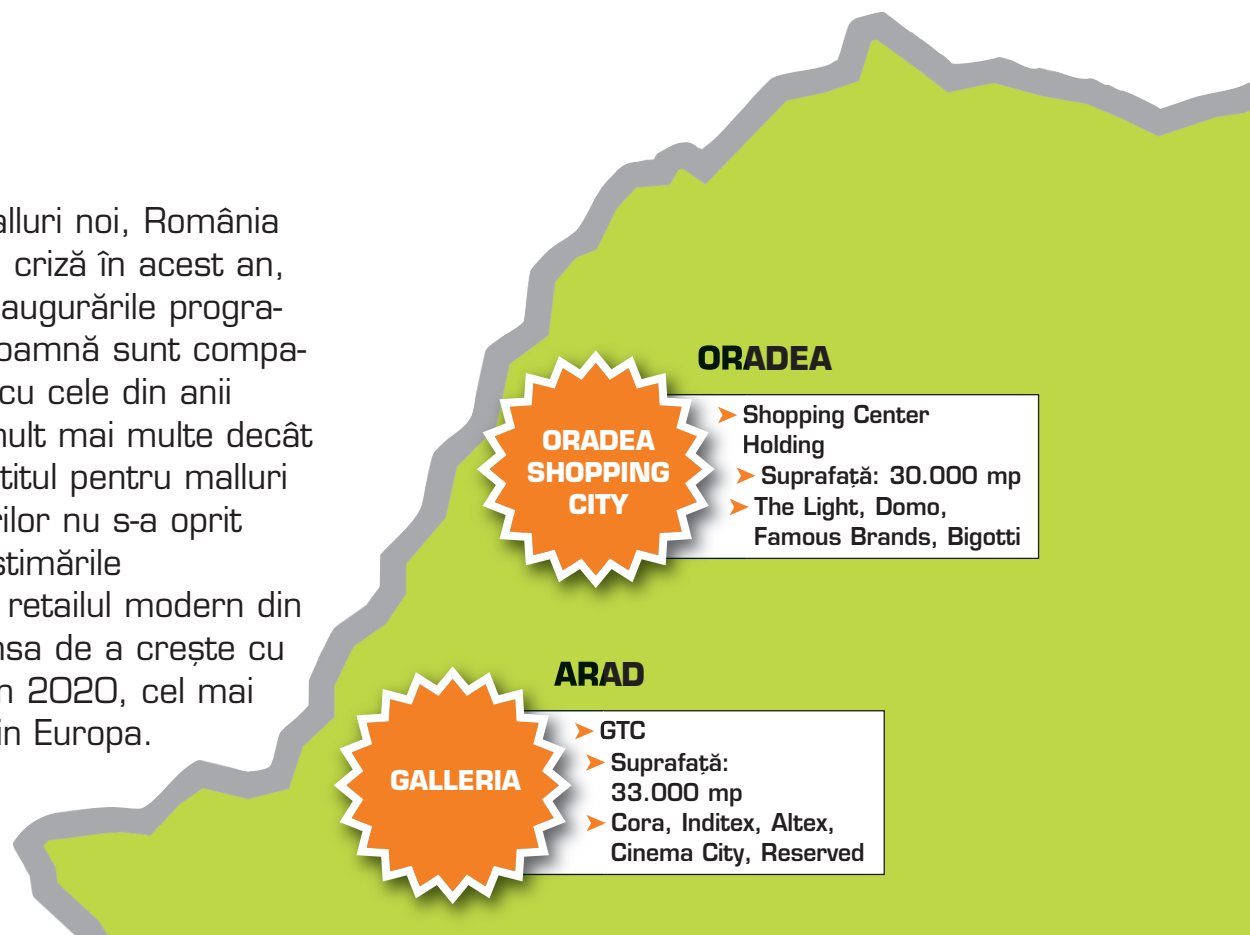 alluri noi, România
criză în acest an,
augurările progra-
oamnă sunt compa-
cu cele din anii
mult mai multe decât
titul pentru malluri
rilor nu s-a oprit
stimările
retailul modern din
nsa de a crește cu
n 2020, cel mai
in Europa.
ORADEA
ORADEA
SHOPPING
CITY
➤ Shopping Center
Holding
➤ Suprafață: 30.000 mp
➤ The Light, Domo,
Famous Brands, Bigotti
ARAD
GALLERIA
➤ GTC
➤ Suprafață:
33.000 mp
➤ Cora, Inditex, Altex,
Cinema City, Reserved